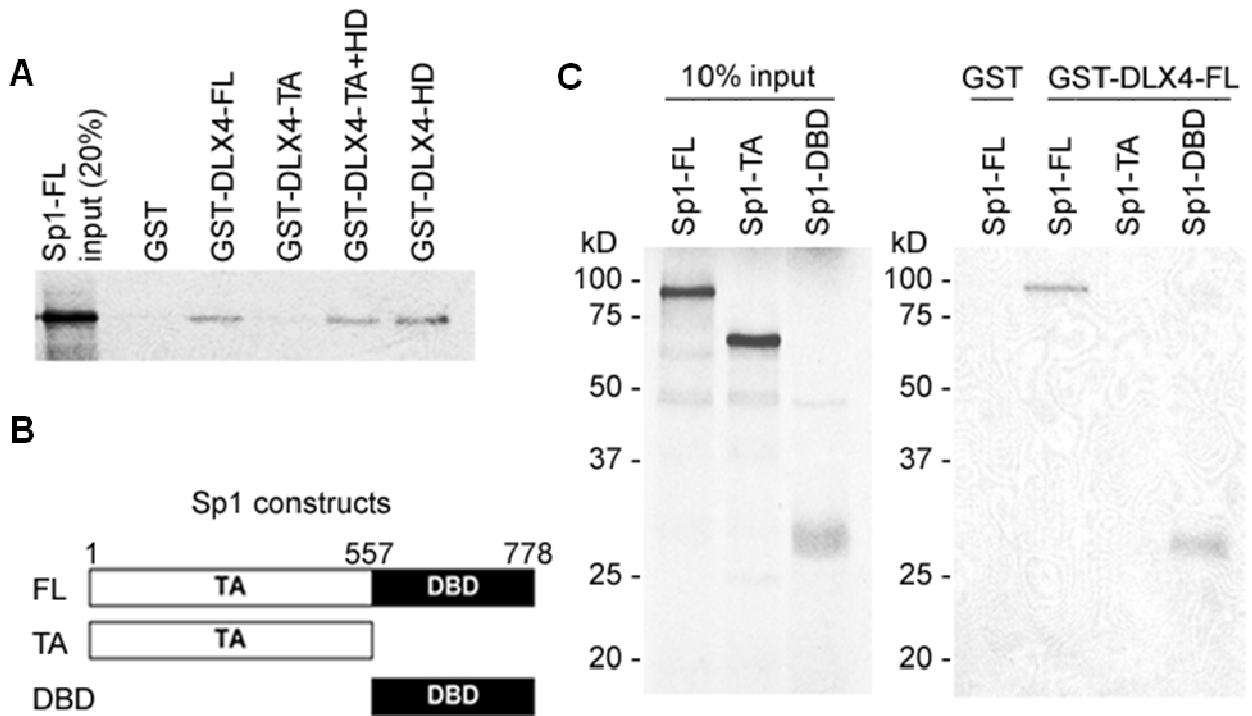 A
Sp1-FL
input (20%)
GST
GST-DLX4-FL
GST-DLX4-TA
GST-DLX4-TA+HD
GST-DLX4-HD
B
Sp1 constructs
1 557 778
FL TA DBD
TA TA
DBD DBD
C
10% input GST GST-DLX4-FL
Sp1-FL Sp1-TA Sp1-DBD Sp1-FL Sp1-FL Sp1-TA Sp1-DBD
kD kD
100 - 100 -
75 - 75 -
50 - 50 -
37 - 37 -
25 - 25 -
20 - 20 -